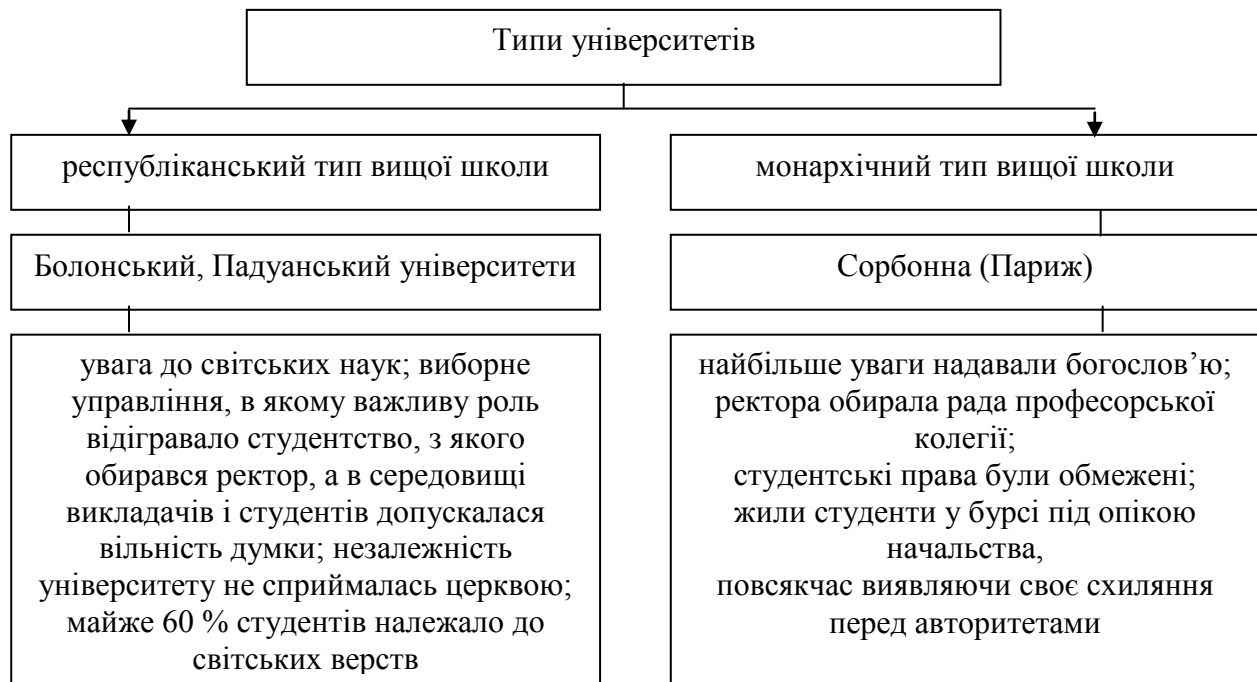 Типи університетів
республіканський тип вищої школи
монархічний тип вищої школи
Болонський, Падуанський університети
Сорбонна (Париж)
увага до світських наук; виборне
управління, в якому важливу роль
відігравало студентство, з якого
обирався ректор, а в середовищі
викладачів і студентів допускалася
вільність думки; незалежність
університету не сприймалась церквою;
майже 60 % студентів належало до
світських верств
найбільше уваги надавали богослов’ю;
ректора обирала рада професорської
колегії;
студентські права були обмежені;
жили студенти у бурсі під опікою
начальства,
повсякчас виявляючи своє схиляння
перед авторитетами